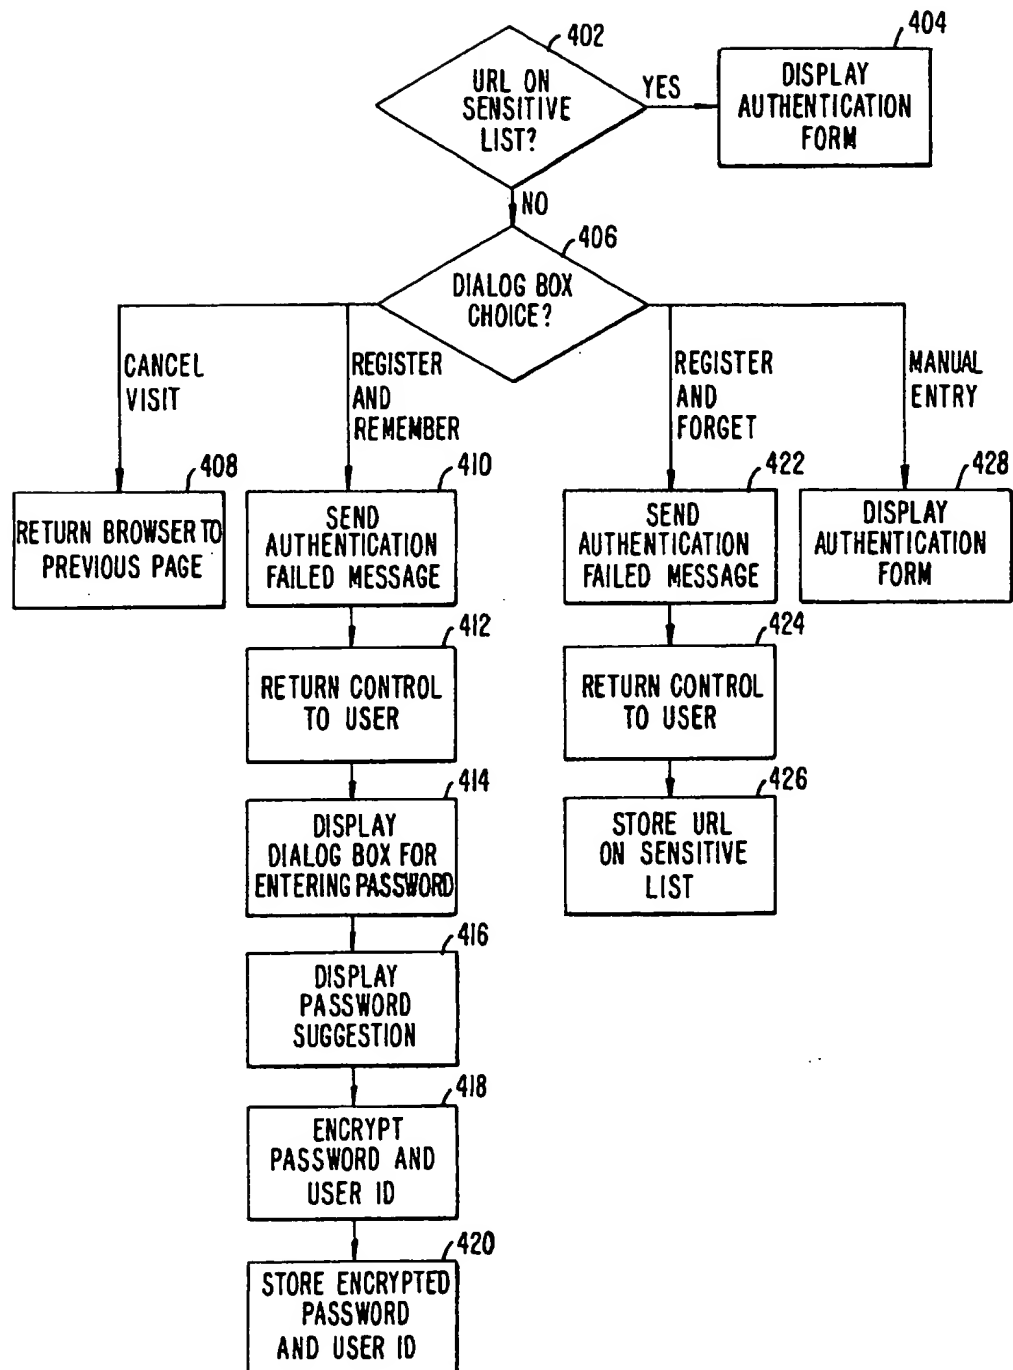 402
URL ON
SENSITIVE
LIST?
YES
404
DISPLAY
AUTHENTICATION
FORM
NO
406
DIALOG BOX
CHOICE?
CANCEL
VISIT
REGISTER
AND
REMEMBER
REGISTER
AND
FORGET
MANUAL
ENTRY
408
RETURN BROWSER TO
PREVIOUS PAGE
410
SEND
AUTHENTICATION
FAILED MESSAGE
422
SEND
AUTHENTICATION
FAILED MESSAGE
428
DISPLAY
AUTHENTICATION
FORM
412
RETURN CONTROL
TO USER
424
RETURN CONTROL
TO USER
414
DISPLAY
DIALOG BOX FOR
ENTERING PASSWORD
426
STORE URL
ON SENSITIVE
LIST
416
DISPLAY
PASSWORD
SUGGESTION
418
ENCRYPT
PASSWORD AND
USER ID
420
STORE ENCRYPTED
PASSWORD
AND USER ID